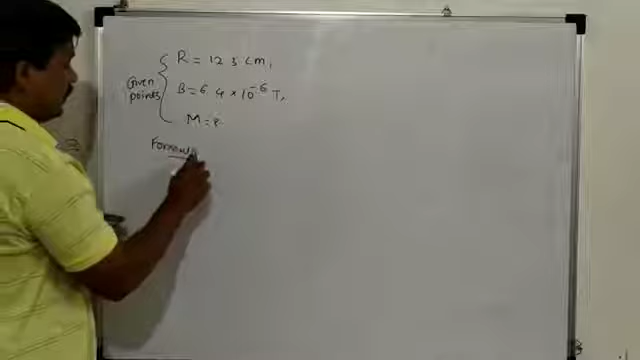 R = 12.3 cm,
Given points
B = 6.4 × 10⁻⁶ T,
M = ?
Formula